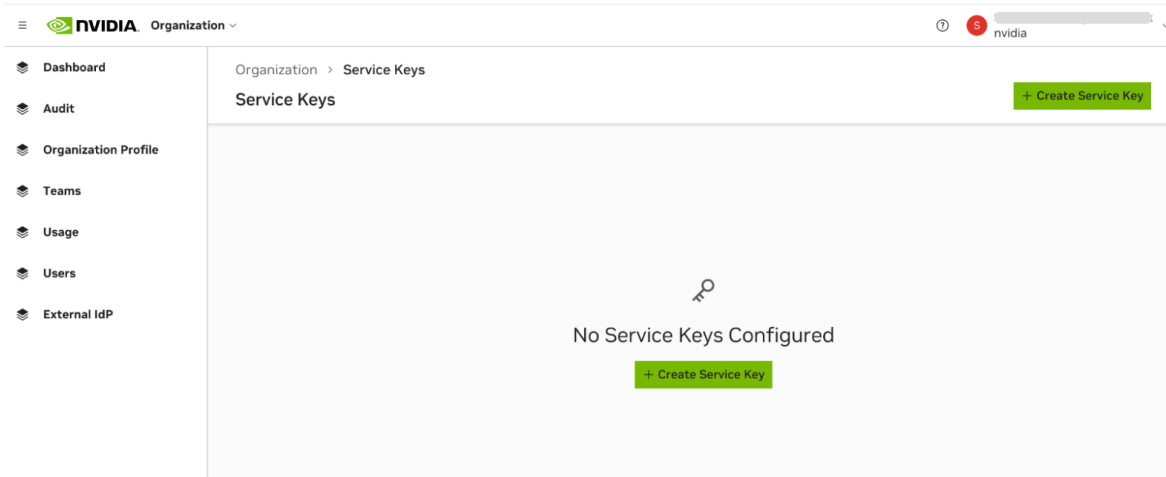 NVIDIA. Organization
S
nvidia
Dashboard
Audit
Organization Profile
Teams
Usage
Users
External IdP
Organization > Service Keys
Service Keys
+ Create Service Key
No Service Keys Configured
+ Create Service Key